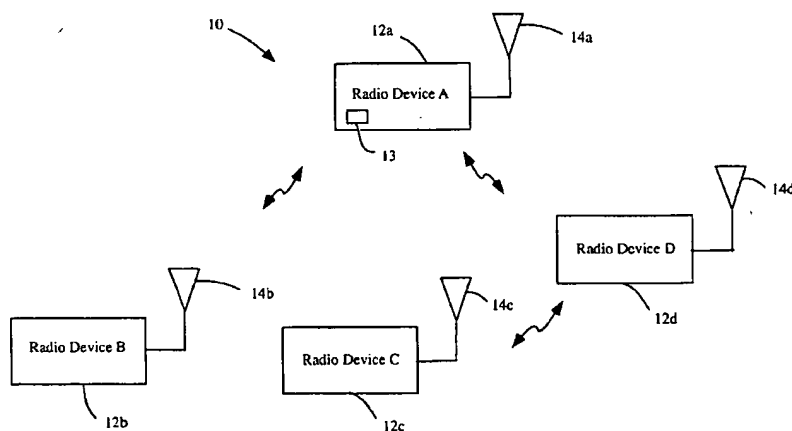 10
12a
14a
Radio Device A
13
14d
Radio Device D
12d
14b
14c
Radio Device B
Radio Device C
12b
12c